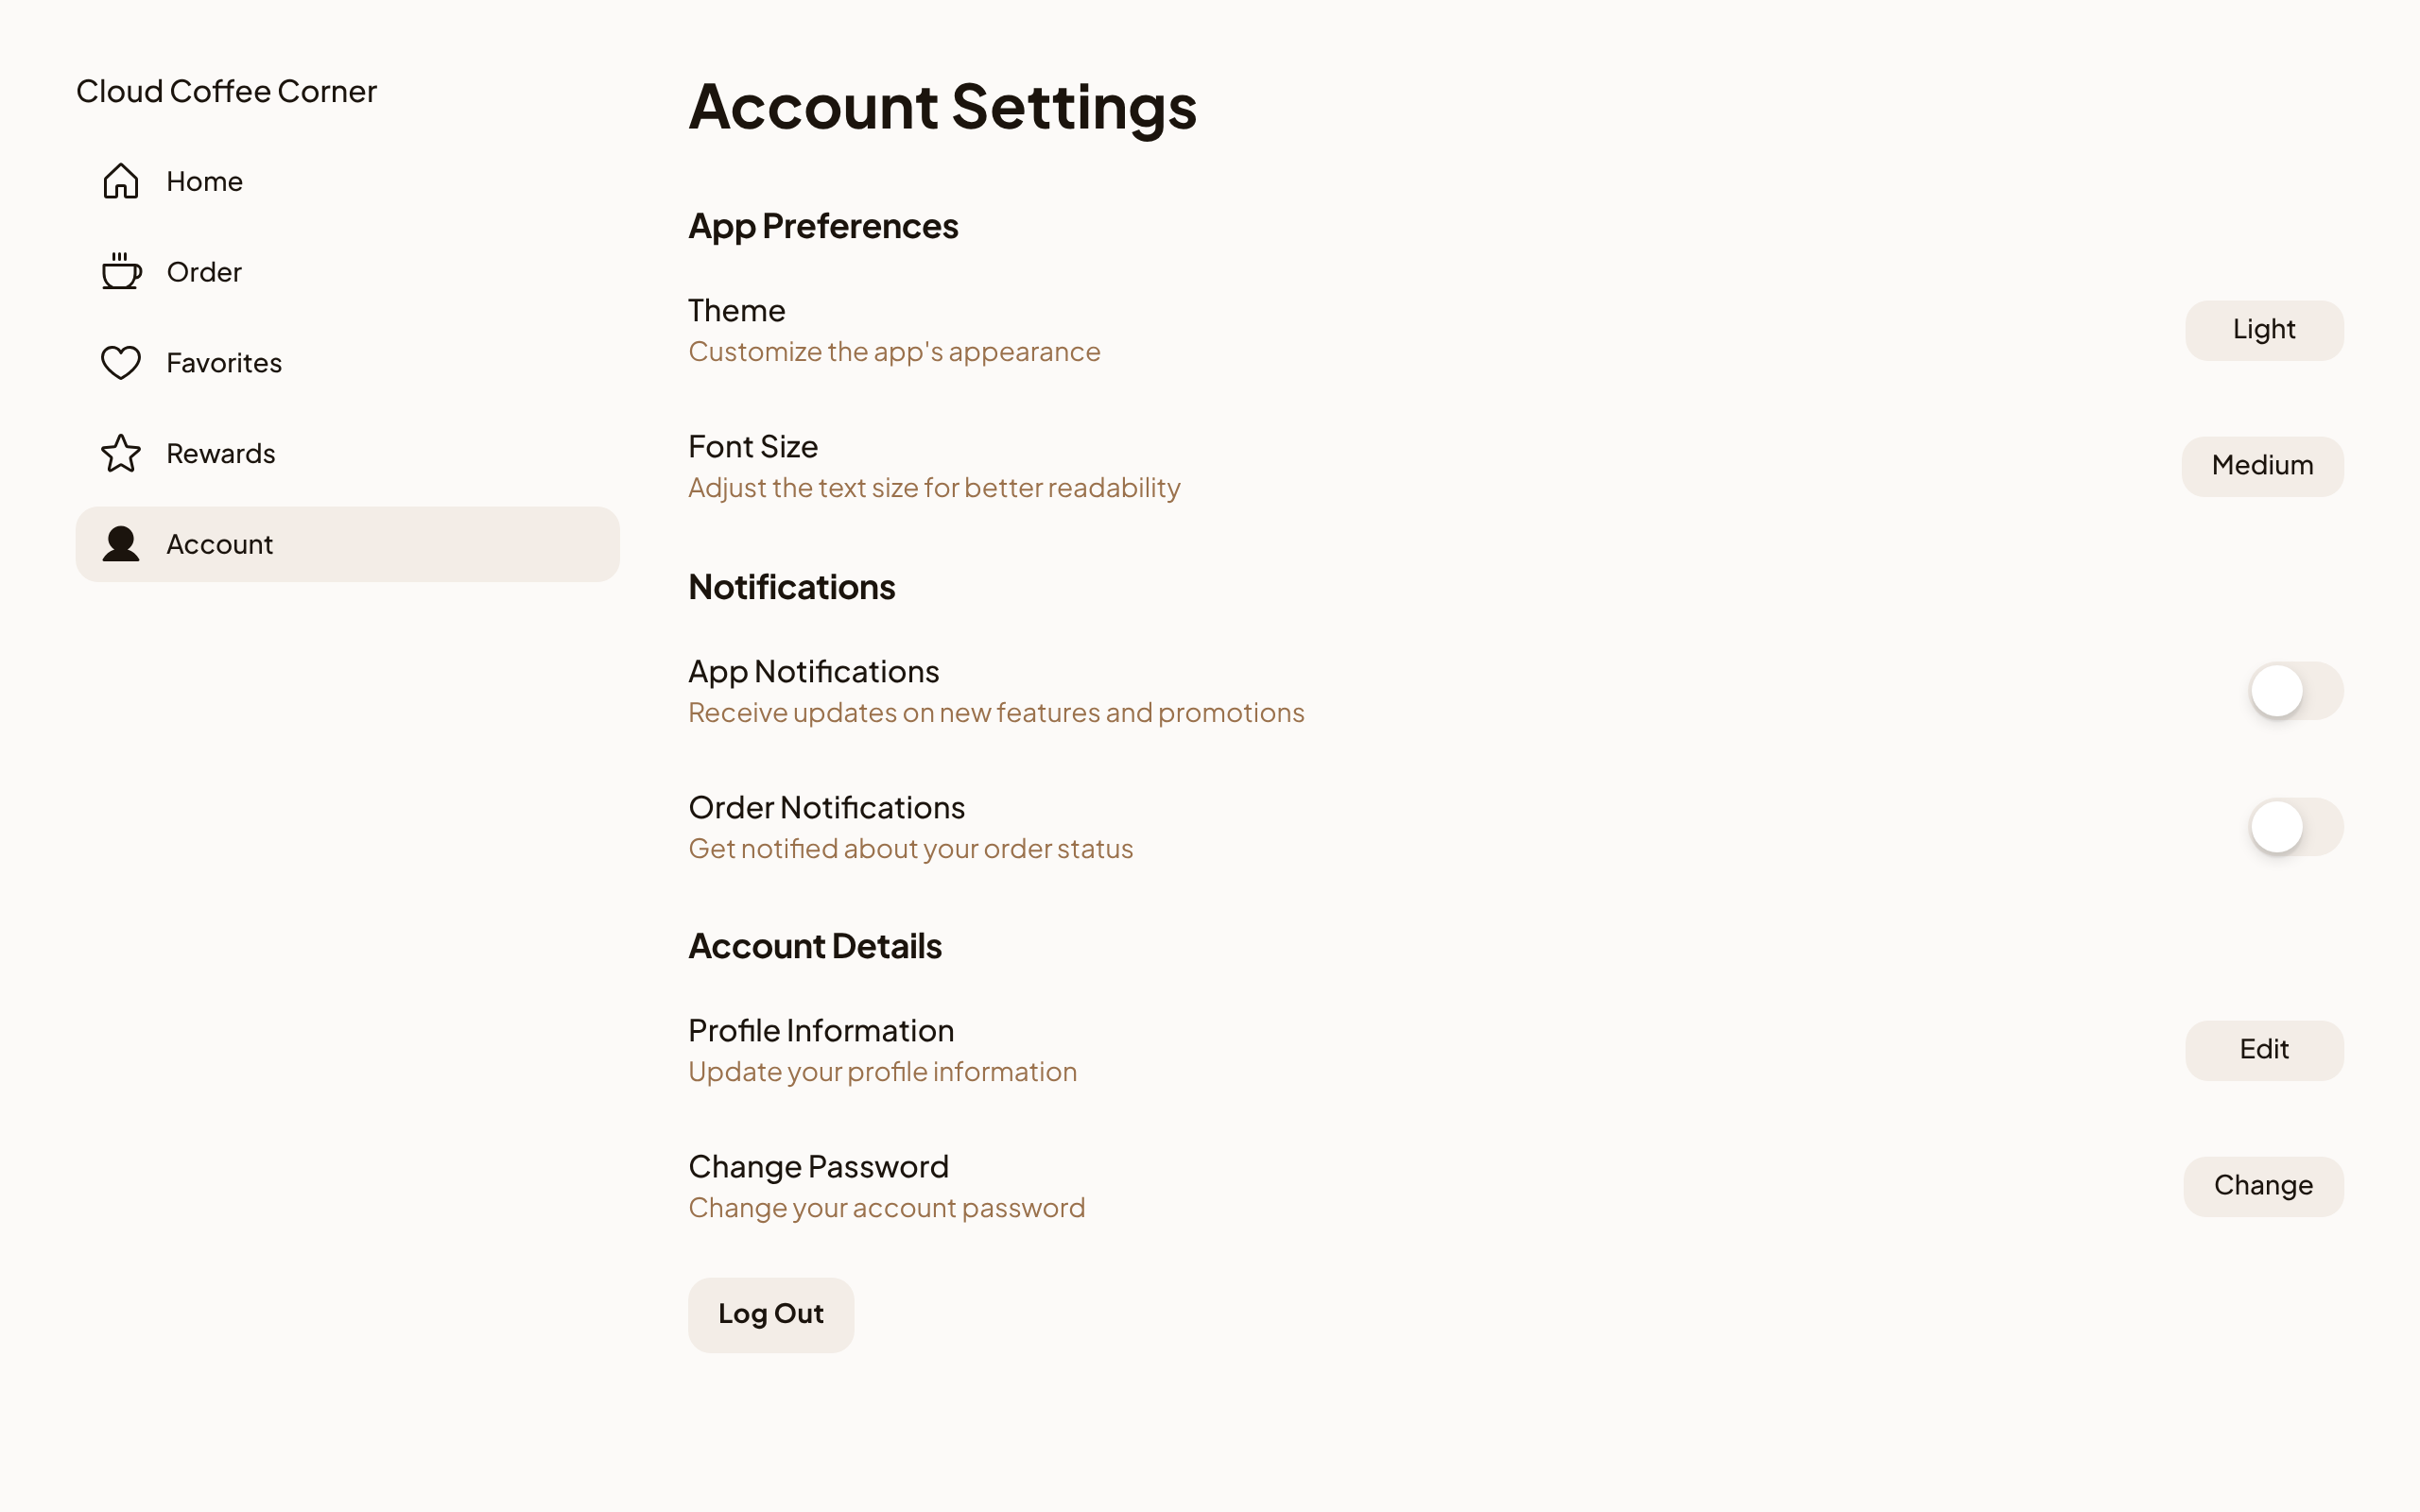 Cloud Coffee Corner
Home
Order
Favorites
Rewards
Account
Account Settings
App Preferences
Theme
Customize the app's appearance
Light
Font Size
Adjust the text size for better readability
Medium
Notifications
App Notifications
Receive updates on new features and promotions
Order Notifications
Get notified about your order status
Account Details
Profile Information
Update your profile information
Edit
Change Password
Change your account password
Change
Log Out